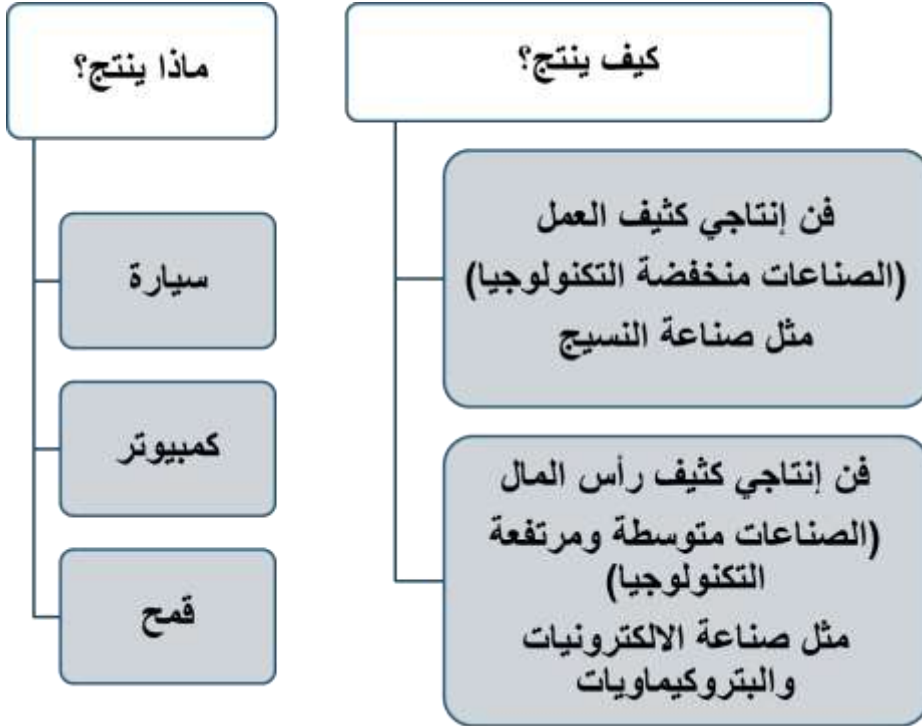 كيف ينتج؟
فن إنتاجي كثيف العمل
(الصناعات منخفضة التكنولوجيا)
مثل صناعة النسيج
فن إنتاجي كثيف رأس المال
(الصناعات متوسطة ومرتفعة
التكنولوجيا)
مثل صناعة الالكترونيات
والبتروكيماويات
ماذا ينتج؟
سيارة
كمبيوتر
قمح